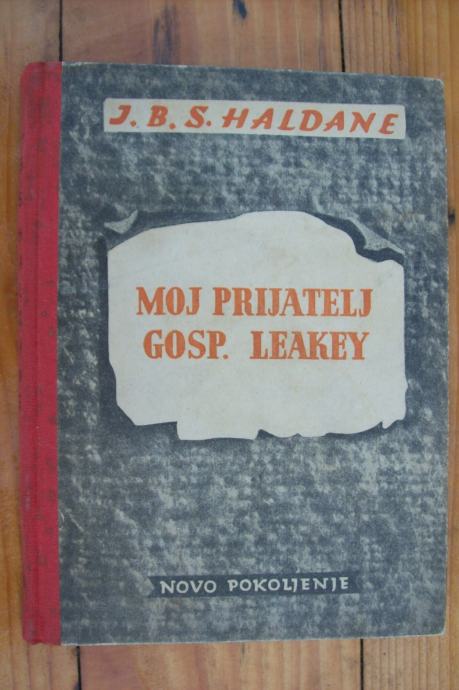 J. B. S. HALDANE
MOJ PRIJATELJ
GOSP. LEAKEY
NOVO POKOLJENJE